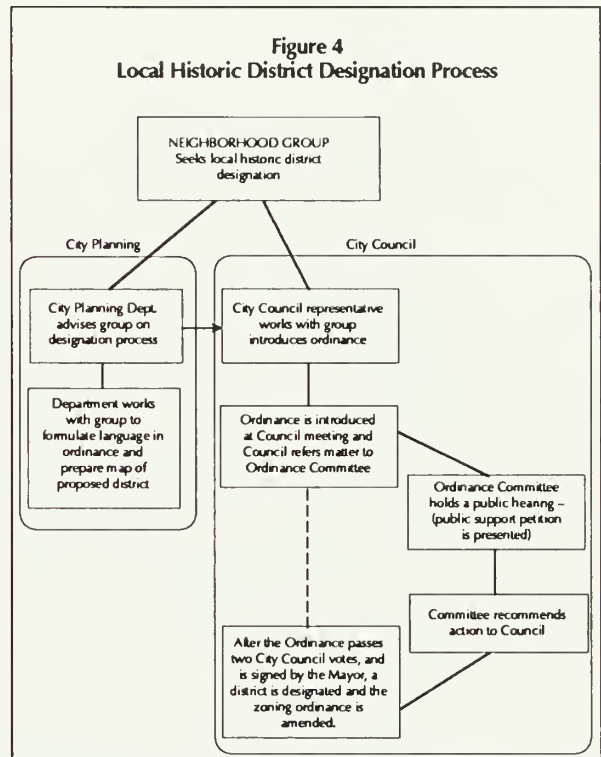 Figure 4
Local Historic District Designation Process
NEIGHBORHOOD GROUP
Seeks local historic district
designation
City Planning
City Council
City Planning Dept.
advises group on
designation process
City Council representative
works with group
introduces ordinance
Department works
with group to
formulate language in
ordinance and
prepare map of
proposed district
Ordinance is introduced
at Council meeting and
Council refers matter to
Ordinance Committee
Ordinance Committee
holds a public hearing –
(public support petition
is presented)
Committee recommends
action to Council
After the Ordinance passes
two City Council votes, and
is signed by the Mayor, a
district is designated and the
zoning ordinance is
amended.